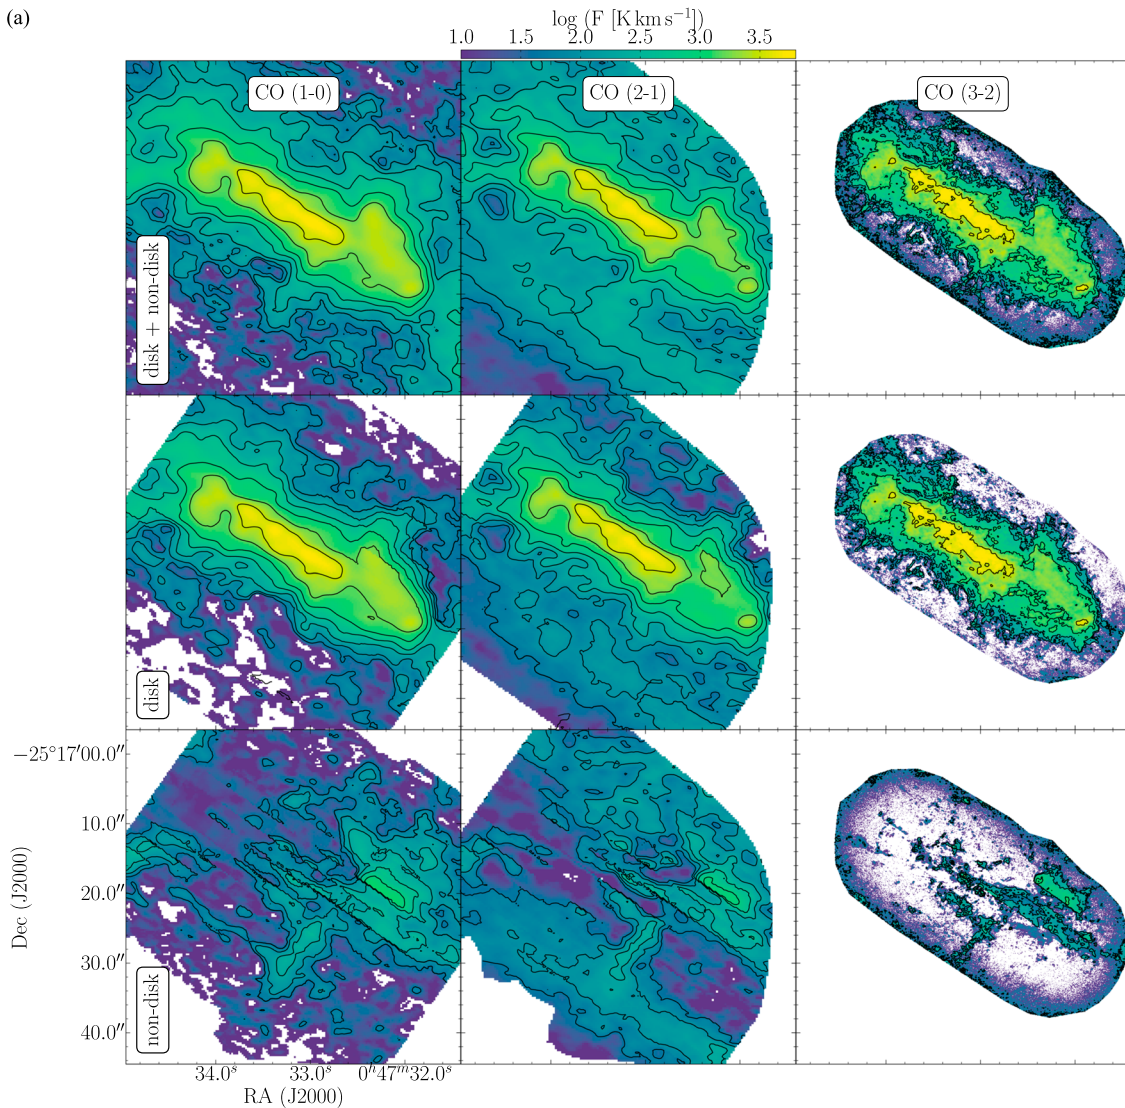 (a)
log (F [K km s⁻¹]
1.0 1.5 2.0 2.5 3.0 3.5
CO (1-0) CO (2-1) CO (3-2)
disk + non-disk
disk
non-disk
−25°17′00.0″
10.0″
20.0″
30.0″
40.0″
Dec (J2000)
34.0ˢ 33.0ˢ 0ʰ47ᵐ32.0ˢ
RA (J2000)